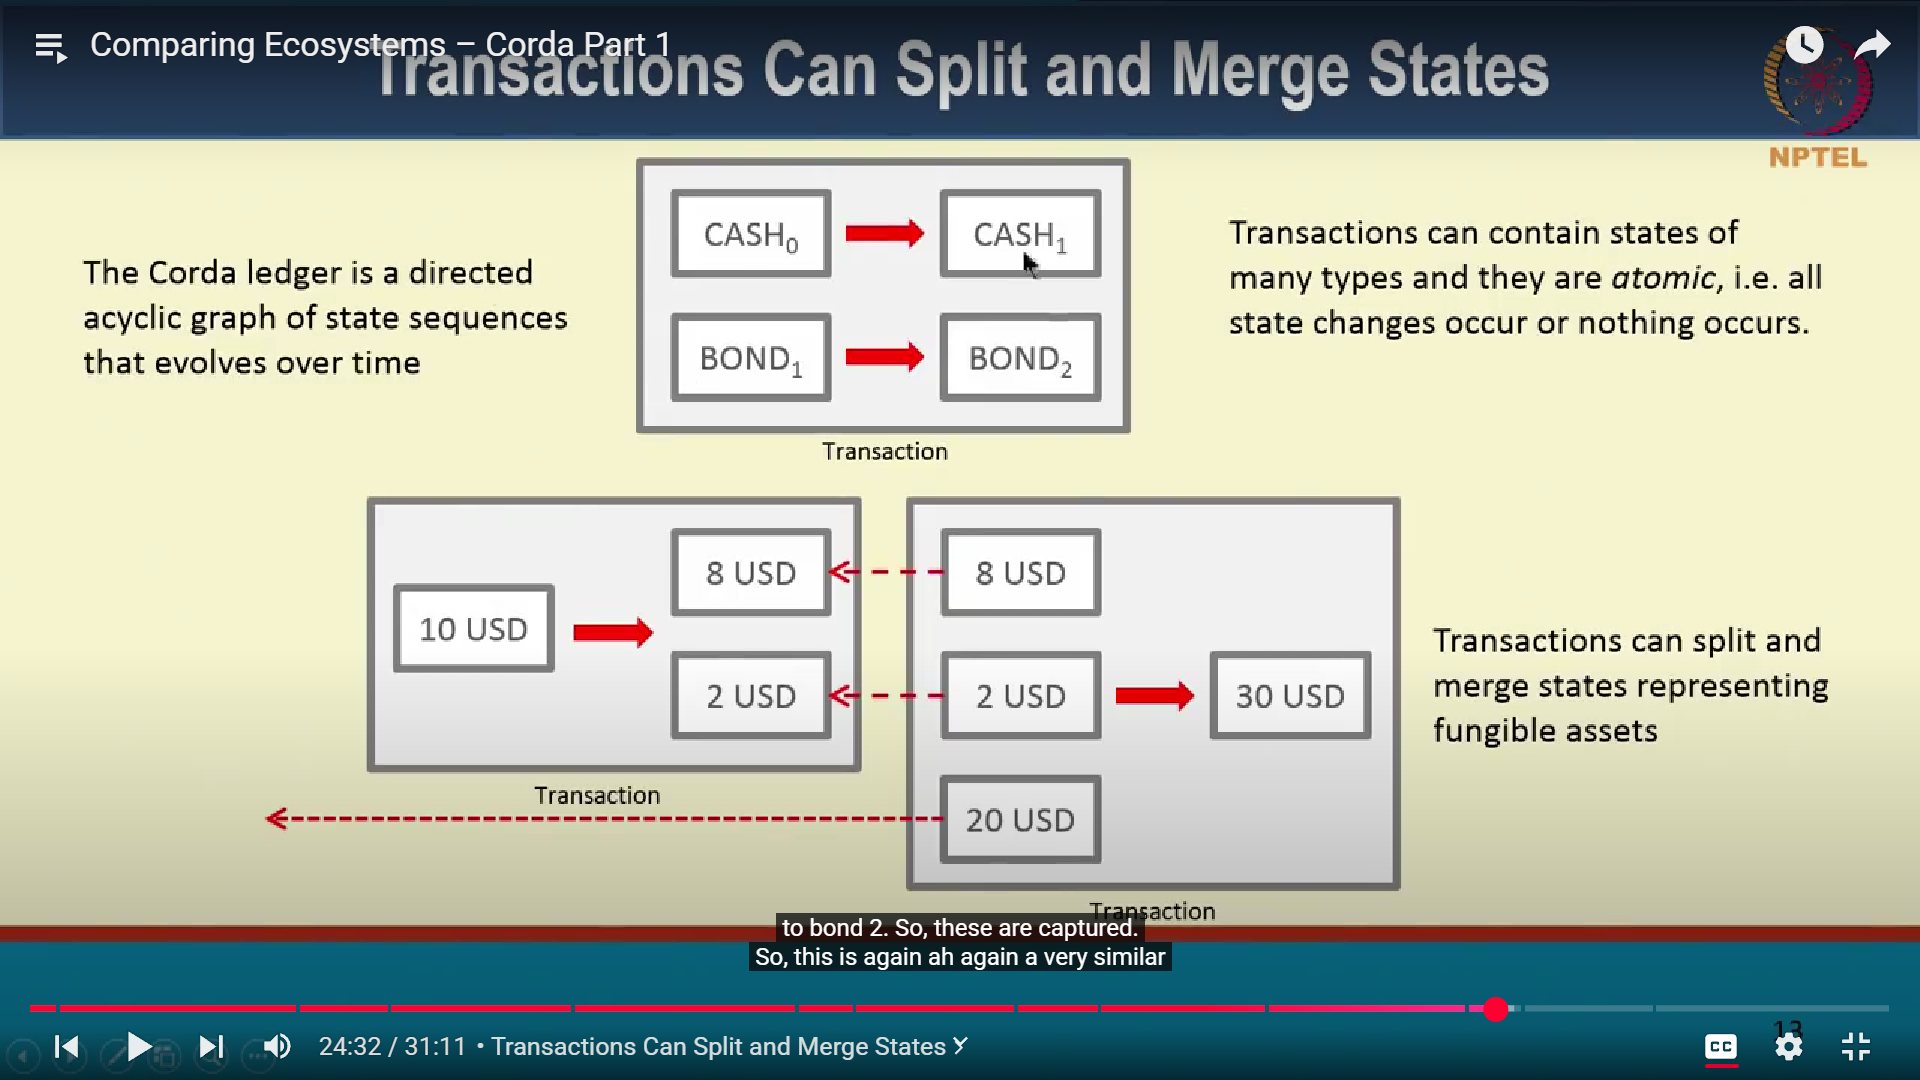 Comparing Ecosystems – Corda Part 1
Transactions Can Split and Merge States
NPTEL
The Corda ledger is a directed
acyclic graph of state sequences
that evolves over time
CASH0
CASH1
BOND1
BOND2
Transaction
Transactions can contain states of
many types and they are atomic, i.e. all
state changes occur or nothing occurs.
10 USD
8 USD
2 USD
Transaction
8 USD
2 USD
20 USD
30 USD
Transaction
Transactions can split and
merge states representing
fungible assets
to bond 2. So, these are captured.
So, this is again ah again a very similar
13
24:32 / 31:11 • Transactions Can Split and Merge States
CC